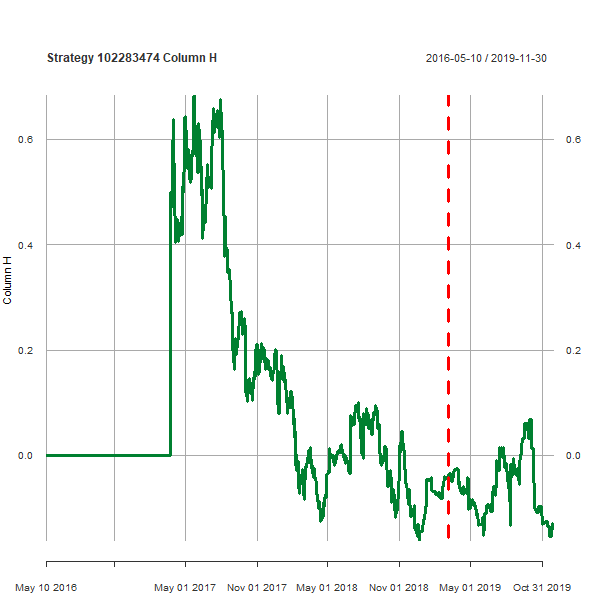 Strategy 102283474 Column H
2016-05-10 / 2019-11-30
0.6
0.6
0.4
0.4
Column H
0.2
0.2
0.0
0.0
May 10 2016
May 01 2017
Nov 01 2017
May 01 2018
Nov 01 2018
May 01 2019
Oct 31 2019